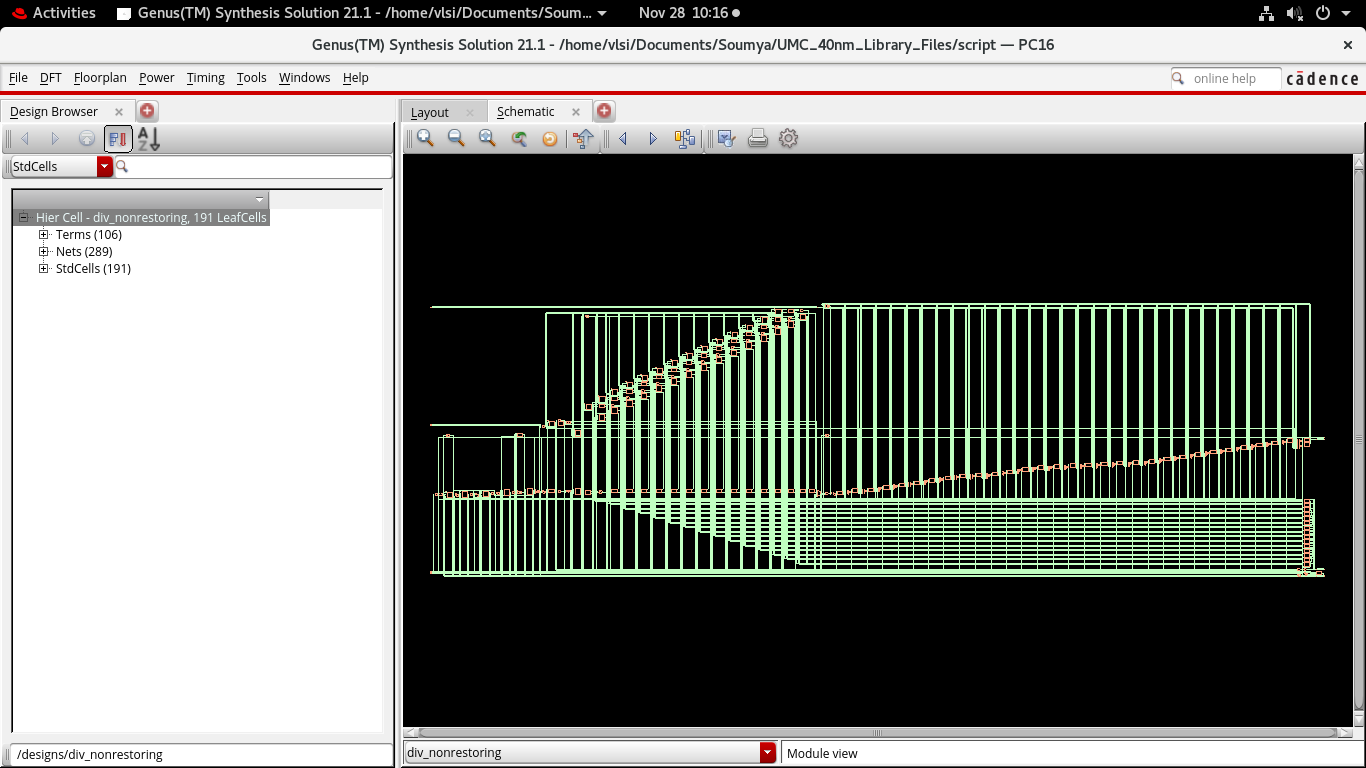 Activities
Genus(TM) Synthesis Solution 21.1 - /home/vlsi/Documents/Soum...
Nov 28 10:16
Genus(TM) Synthesis Solution 21.1 - /home/vlsi/Documents/Soumya/UMC_40nm_Library_Files/script — PC16
File DFT Floorplan Power Timing Tools Windows Help
online help
cādence
Design Browser
Layout
Schematic
StdCells
Hier Cell - div_nonrestoring, 191 LeafCells
Terms (106)
Nets (289)
StdCells (191)
/designs/div_nonrestoring
div_nonrestoring
Module view